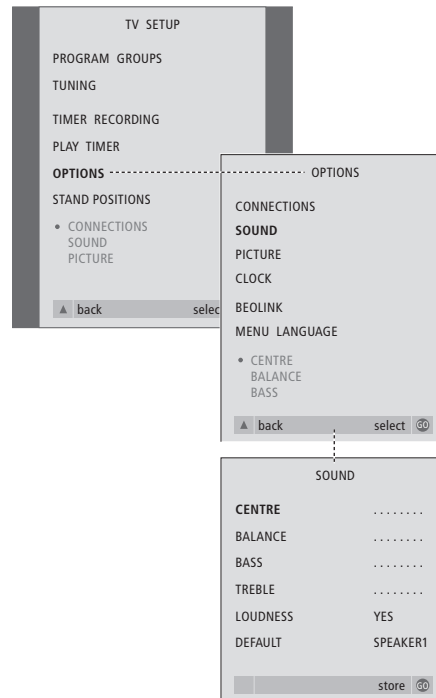 TV SETUP
PROGRAM GROUPS
TUNING
TIMER RECORDING
PLAY TIMER
OPTIONS
STAND POSITIONS
• CONNECTIONS
SOUND
PICTURE
▲ back selec
OPTIONS
CONNECTIONS
SOUND
PICTURE
CLOCK
BEOLINK
MENU LANGUAGE
• CENTRE
BALANCE
BASS
▲ back select GO
SOUND
CENTRE ........
BALANCE ........
BASS ........
TREBLE ........
LOUDNESS YES
DEFAULT SPEAKER1
store GO